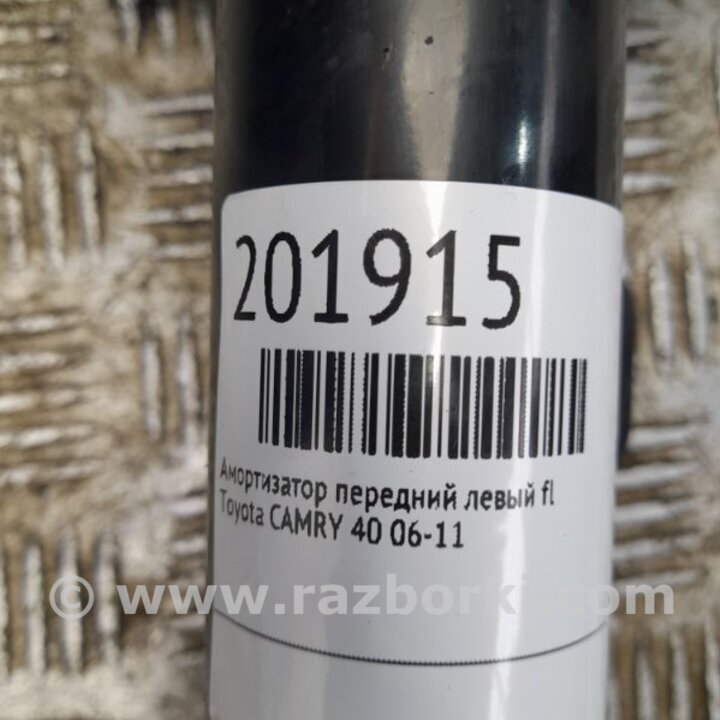 201915
Амортизатор передний левый fl
Toyota CAMRY 40 06-11
© www.razborki.com